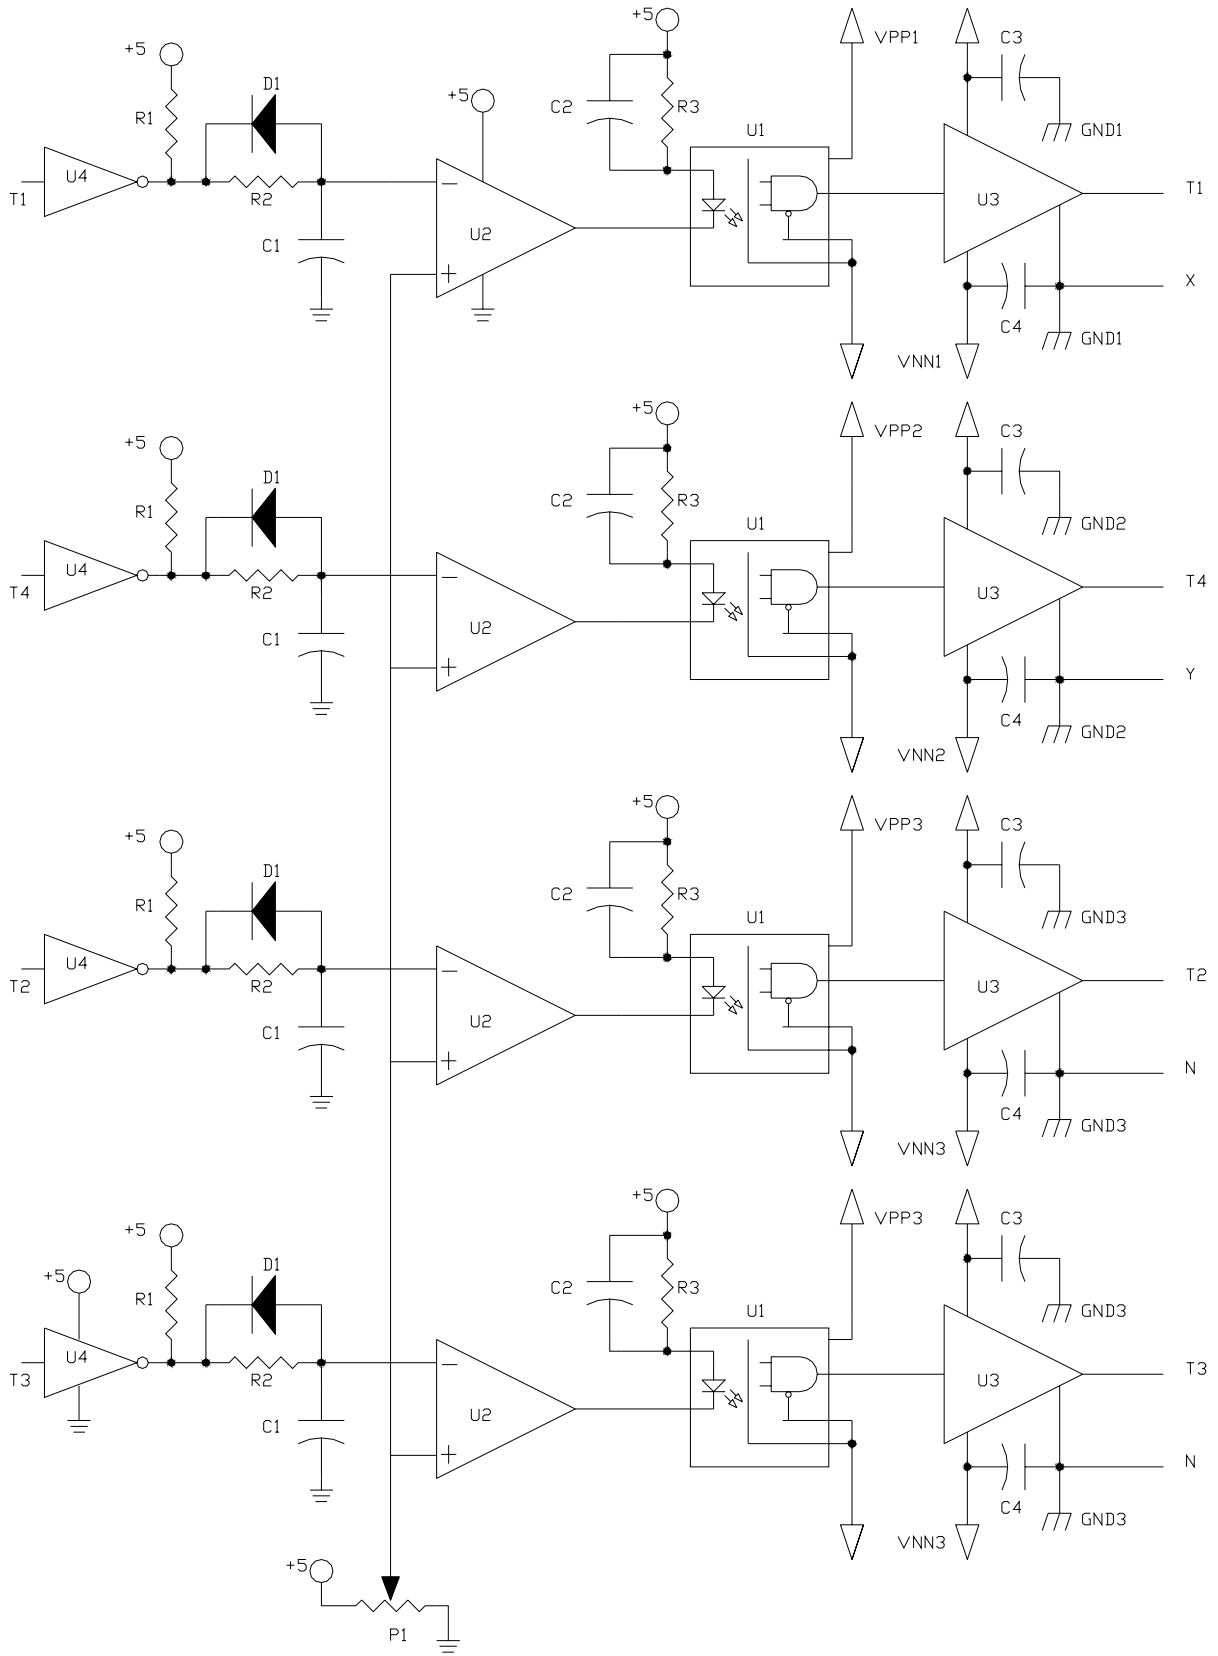 +5 VPP1 C3
+5 D1 +5 C2 R3 U1 GND1
R1
U4 T1 R2 U2 U3 T1
C1 − + X
C4 GND1
VNN1
+5 VPP2 C3
+5 D1 C2 R3 U1 GND2
R1
U4 T4 R2 U2 U3 T4
C1 − + Y
C4 GND2
VNN2
+5 VPP3 C3
+5 D1 C2 R3 U1 GND3
R1
U4 T2 R2 U2 U3 T2
C1 − + N
C4 GND3
VNN3
+5 VPP3 C3
+5 +5 D1 C2 R3 U1 GND3
R1
U4 T3 R2 U2 U3 T3
C1 − + N
C4 GND3
VNN3
+5
P1